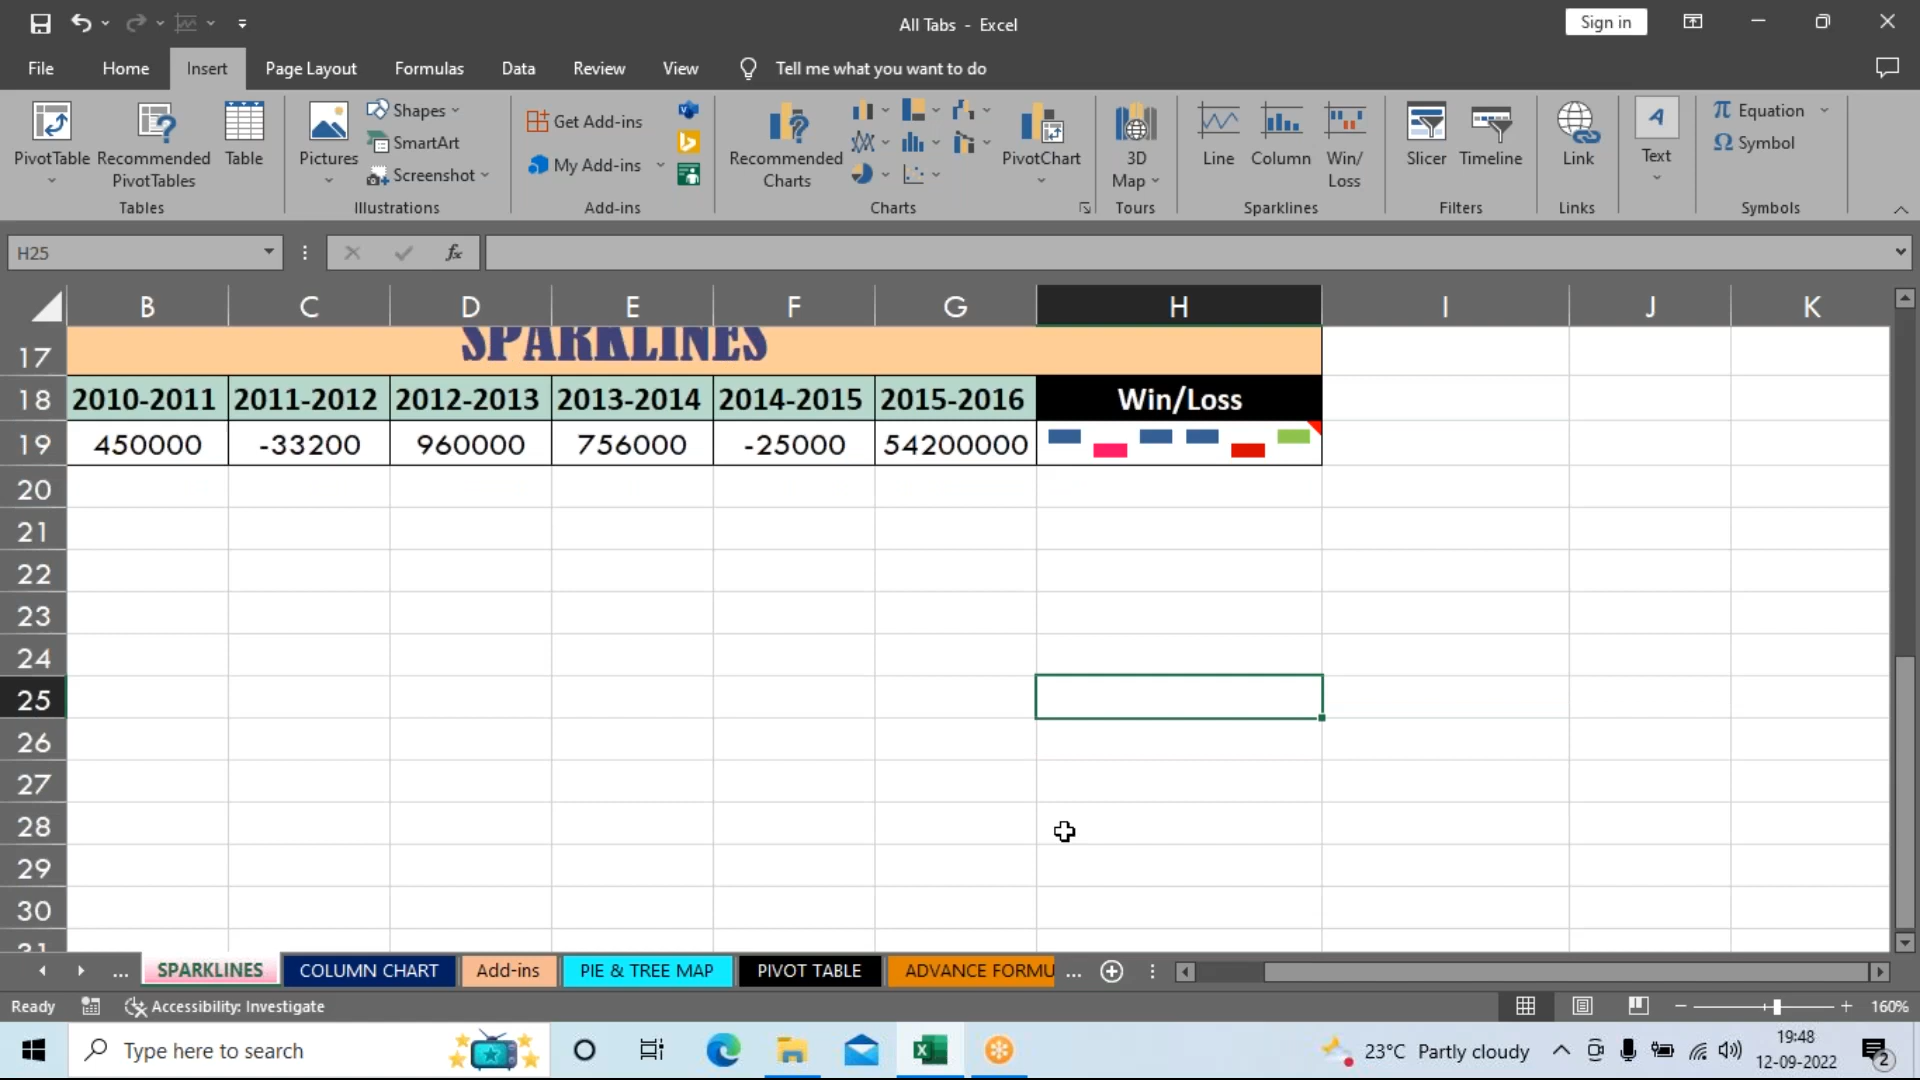 All Tabs - Excel
Sign in
File Home Insert Page Layout Formulas Data Review View Tell me what you want to do
PivotTable
Recommended PivotTables
Table
Tables
Pictures
Shapes
SmartArt
Screenshot
Illustrations
Get Add-ins
My Add-ins
Add-ins
Recommended Charts
PivotChart
Charts
3D Map
Tours
Line
Column
Win/Loss
Sparklines
Slicer
Timeline
Filters
Link
Links
A
Text
π Equation
Ω Symbol
Symbols
H25
fx
B C D E F G H I J K
17 SPARKLINES
18 2010-2011 2011-2012 2012-2013 2013-2014 2014-2015 2015-2016 Win/Loss
19 450000 -33200 960000 756000 -25000 54200000
20
21
22
23
24
25
26
27
28
29
30
31
... SPARKLINES COLUMN CHART Add-ins PIE & TREE MAP PIVOT TABLE ADVANCE FORMU ...
Ready Accessibility: Investigate 160%
Type here to search
23°C Partly cloudy
19:48
12-09-2022
2